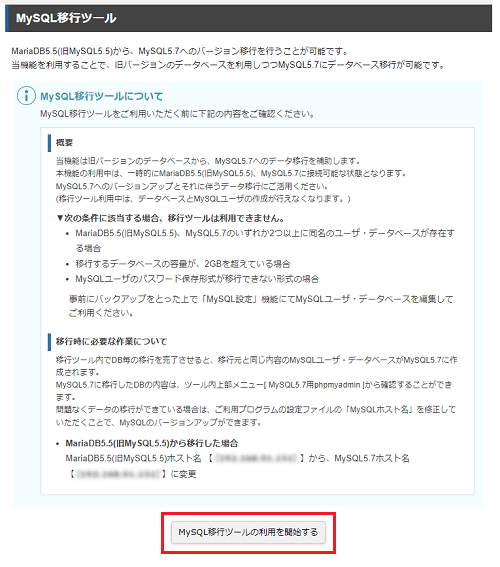 MySQL移行ツール
MariaDB5.5(旧MySQL5.5)から、MySQL5.7へのバージョン移行を行うことが可能です。
当機能を利用することで、旧バージョンのデータベースを利用しつつMySQL5.7にデータベース移行が可能です。
MySQL移行ツールについて
MySQL移行ツールをご利用いただく前に下記の内容をご確認ください。
概要
当機能は旧バージョンのデータベースから、MySQL5.7へのデータ移行を補助します。
本機能の利用中は、一時的にMariaDB5.5(旧MySQL5.5)、MySQL5.7に接続可能な状態となります。
MySQL5.7へのバージョンアップとそれに伴うデータ移行にご活用ください。
(移行ツール利用中は、データベースとMySQLユーザの作成が行えなくなります。)
▼次の条件に該当する場合、移行ツールは利用できません。
• MariaDB5.5(旧MySQL5.5)、MySQL5.7のいずれか2つ以上に同名のユーザ・データベースが存在す
る場合
• 移行するデータベースの容量が、2GBを超えている場合
• MySQLユーザのパスワード保存形式が移行できない形式の場合
事前にバックアップをとった上で「MySQL設定」機能にてMySQLユーザ・データベースを編集して
ご利用ください。
移行時に必要な作業について
移行ツール内でDB毎の移行を完了させると、移行元と同じ内容のMySQLユーザ・データベースがMySQL5.7に作
成されます。
MySQL5.7に移行したDBの内容は、ツール内上部メニュー[ MySQL5.7用phpmyadmin ]から確認することができ
ます。
問題なくデータの移行ができている場合は、ご利用プログラムの設定ファイルの「MySQLホスト名」を修正して
いただくことで、MySQLのバージョンアップができます。
• MariaDB5.5(旧MySQL5.5)から移行した場合
MariaDB5.5(旧MySQL5.5)ホスト名 【 】から、MySQL5.7ホスト名
【 】に変更
MySQL移行ツールの利用を開始する